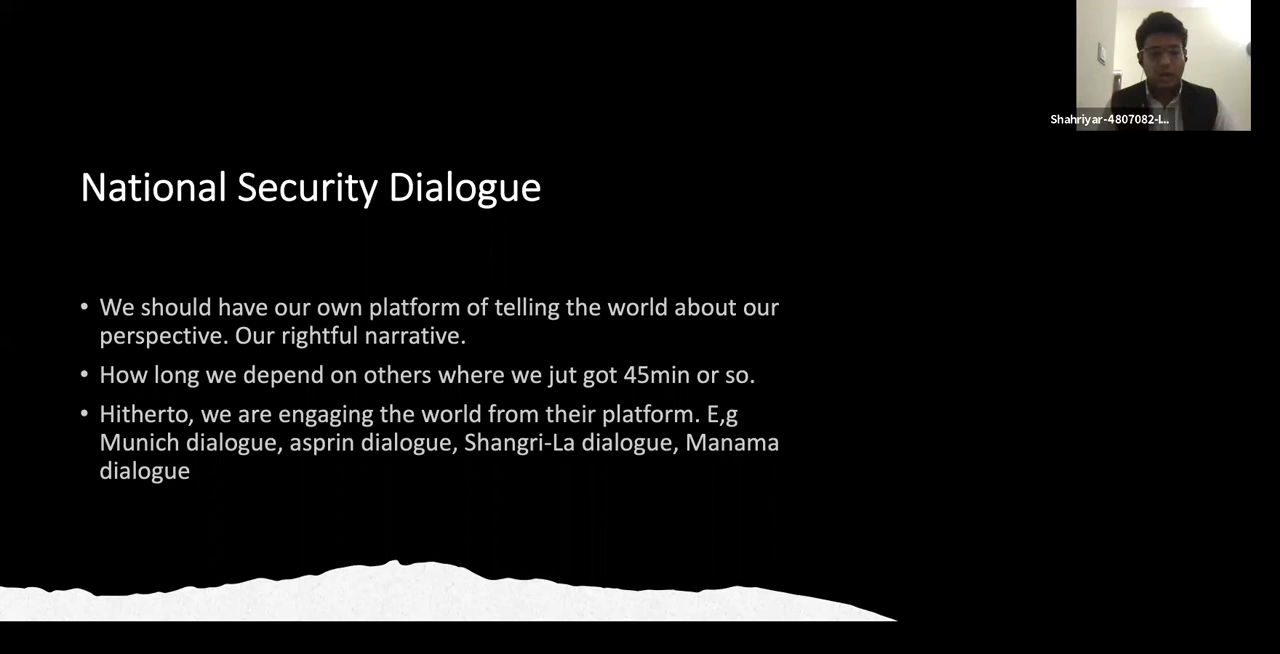 Shahriyar-4807082-I...
National Security Dialogue
• We should have our own platform of telling the world about our
perspective. Our rightful narrative.
• How long we depend on others where we jut got 45min or so.
• Hitherto, we are engaging the world from their platform. E,g
Munich dialogue, asprin dialogue, Shangri-La dialogue, Manama
dialogue